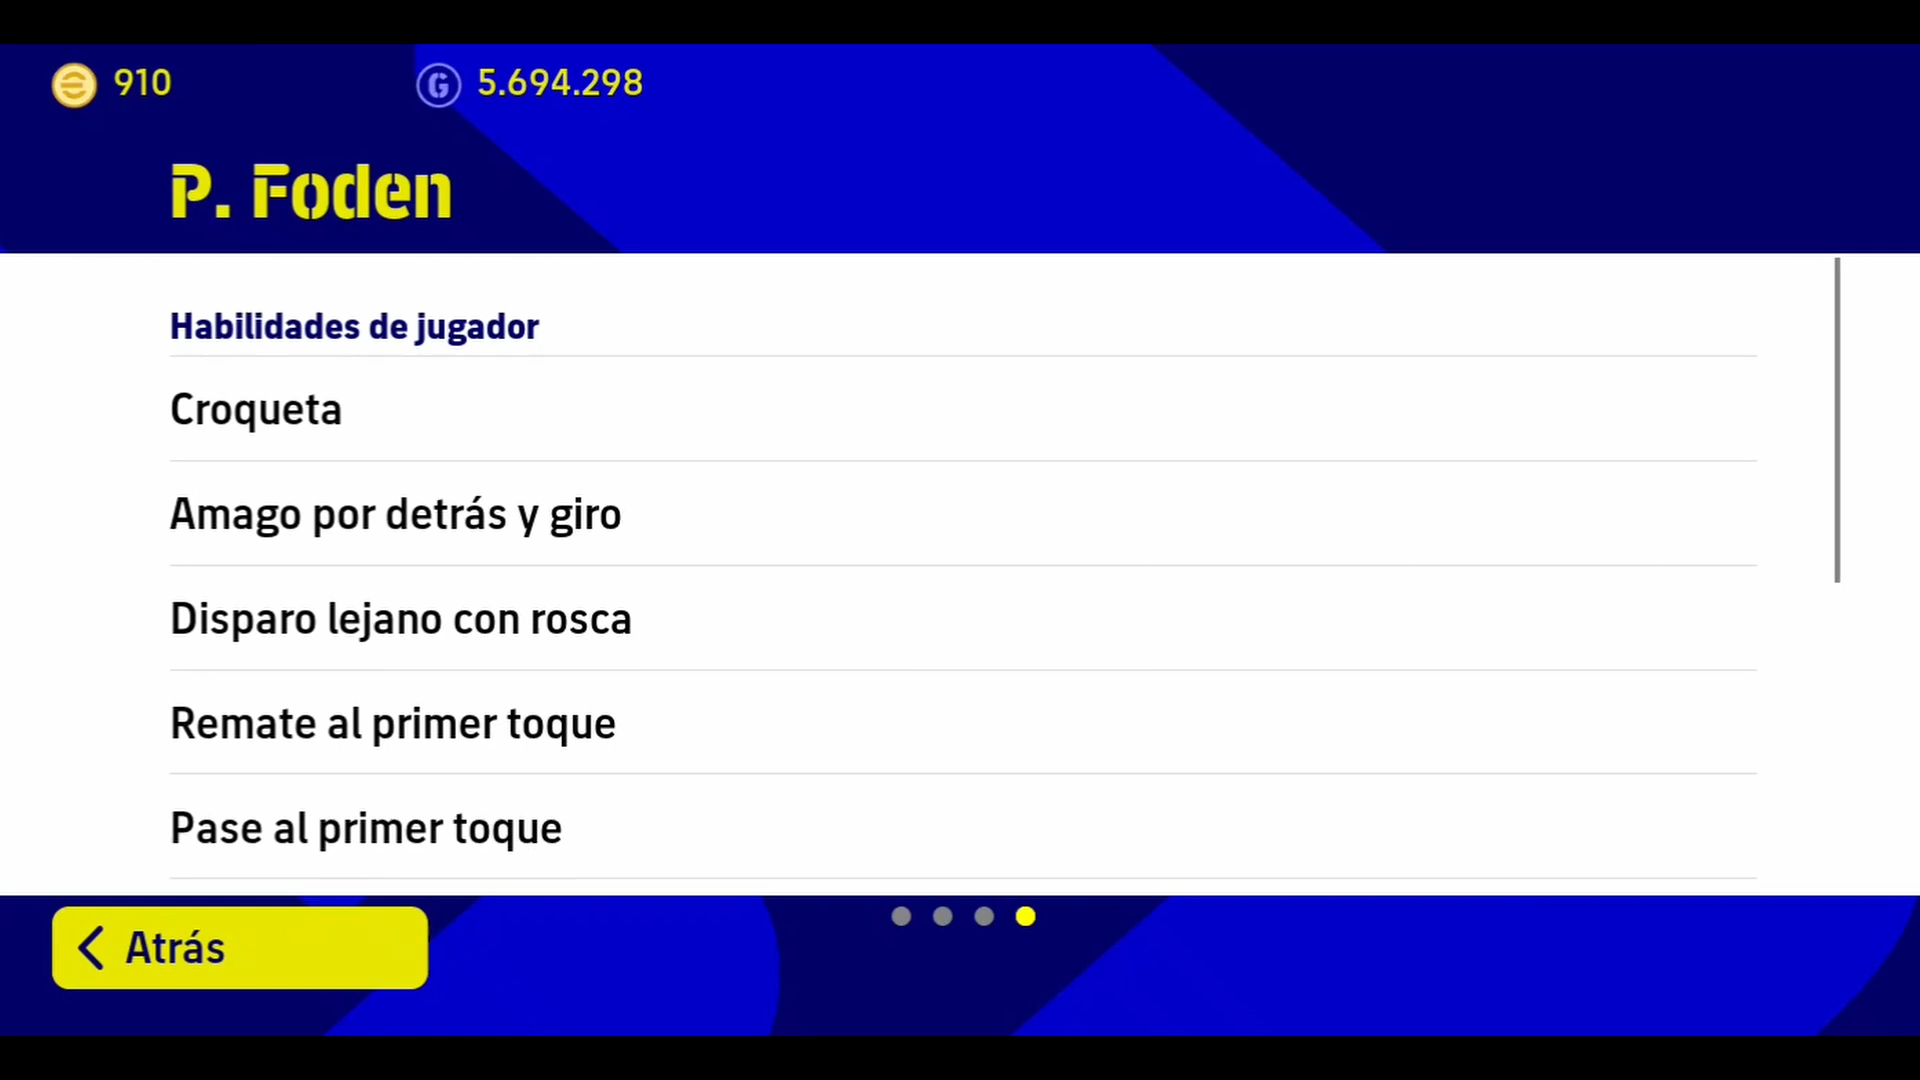 910
5.694.298
P. Foden
Habilidades de jugador
Croqueta
Amago por detrás y giro
Disparo lejano con rosca
Remate al primer toque
Pase al primer toque
Atrás